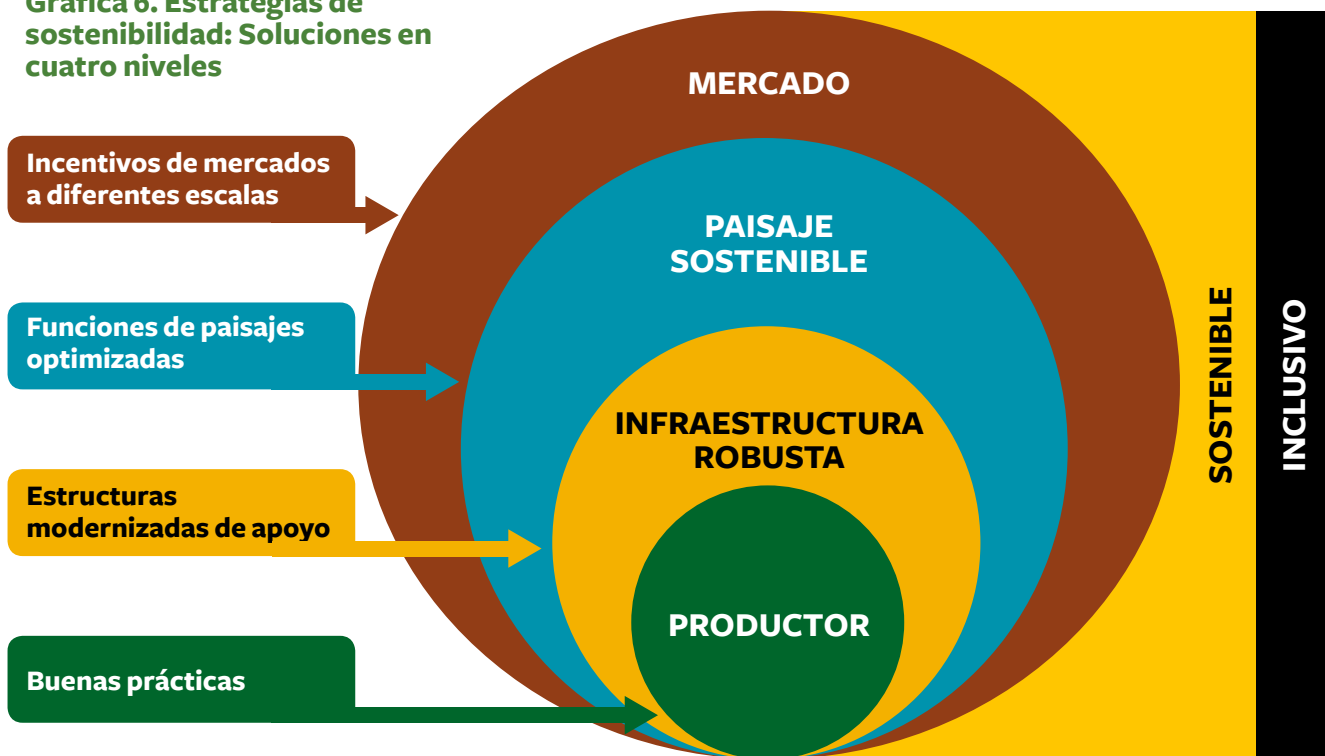 Gráfica 6. Estrategias de
sostenibilidad: Soluciones en
cuatro niveles
MERCADO
Incentivos de mercados
a diferentes escalas
PAISAJE
SOSTENIBLE
Funciones de paisajes
optimizadas
INFRAESTRUCTURA
ROBUSTA
Estructuras
modernizadas de apoyo
PRODUCTOR
Buenas prácticas
SOSTENIBLE
INCLUSIVO